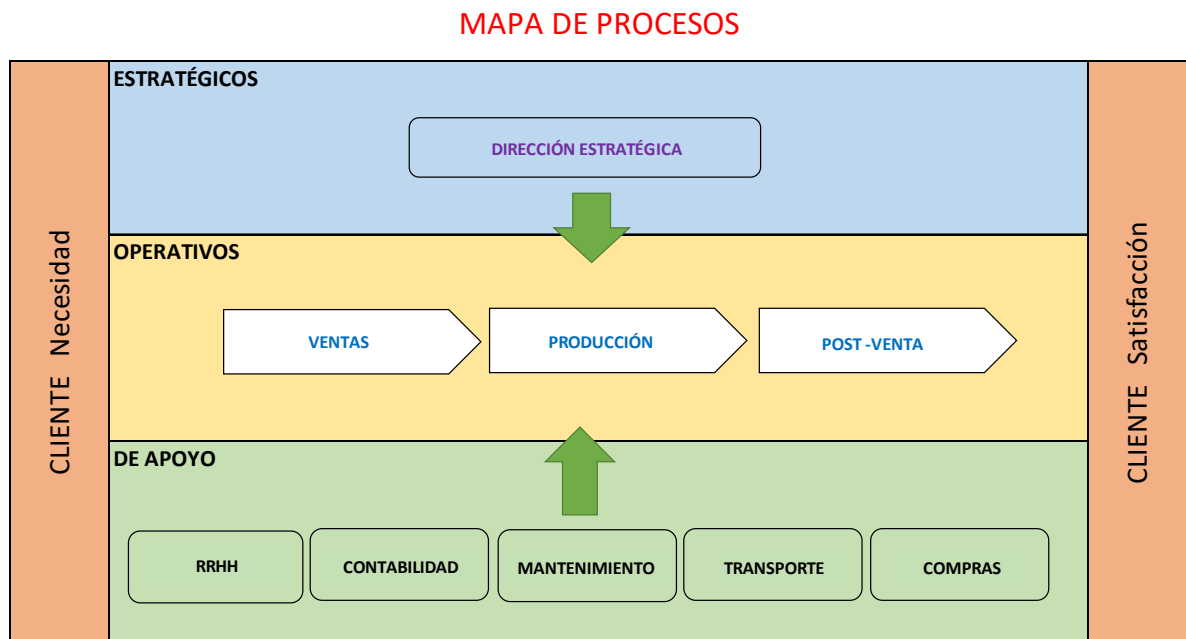 MAPA DE PROCESOS
CLIENTE Necesidad
ESTRATÉGICOS
DIRECCIÓN ESTRATÉGICA
OPERATIVOS
VENTAS
PRODUCCIÓN
POST -VENTA
DE APOYO
RRHH
CONTABILIDAD
MANTENIMIENTO
TRANSPORTE
COMPRAS
CLIENTE Satisfacción